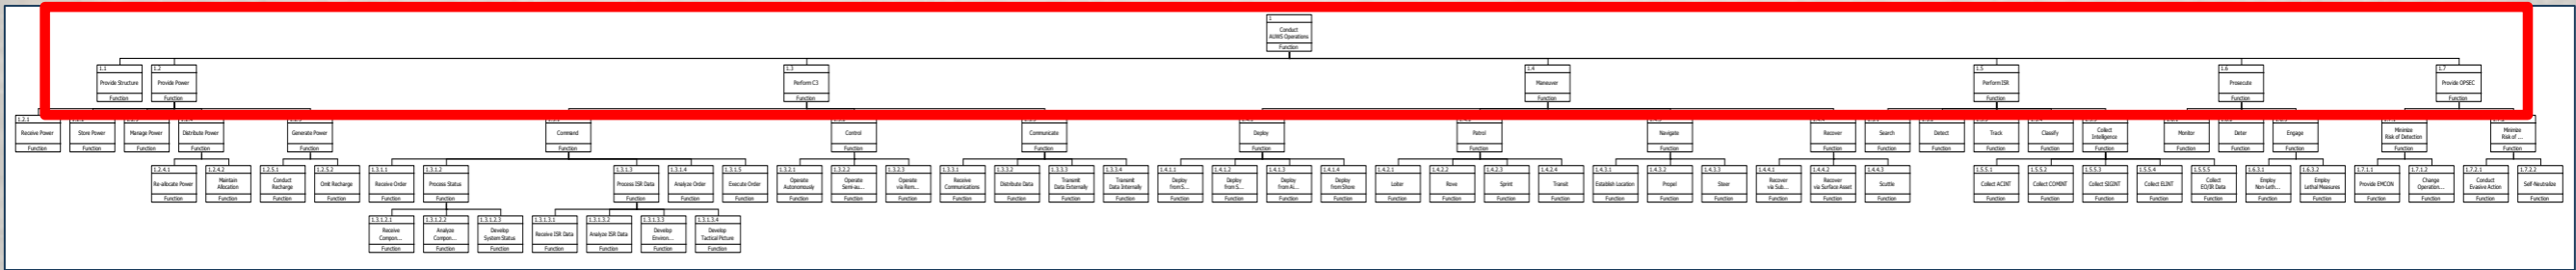 1
Conduct
AUWS Operations
Function
1.1
Provide Structure
Function
1.2
Provide Power
Function
1.3
Perform C3
Function
1.4
Maneuver
Function
1.5
Perform ISR
Function
1.6
Prosecute
Function
1.7
Provide OPSEC
Function
1.2.1
Receive Power
Function
Store Power
Function
Manage Power
Function
Distribute Power
Function
Generate Power
Function
Command
Function
Control
Function
Communicate
Function
Deploy
Function
Patrol
Function
Navigate
Function
Recover
Function
Search
Function
Detect
Function
Track
Function
Classify
Function
Collect
Intelligence
Function
Monitor
Function
Deter
Function
Engage
Function
Minimize
Risk of Detection
Function
Minimize
Risk of ...
Function
1.2.4.1
Re-allocate Power
Function
1.2.4.2
Maintain
Allocation
Function
1.2.5.1
Conduct
Recharge
Function
1.2.5.2
Omit Recharge
Function
1.3.1.1
Receive Order
Function
1.3.1.2
Process Status
Function
1.3.1.3
Process ISR Data
Function
1.3.1.4
Analyze Order
Function
1.3.1.5
Execute Order
Function
1.3.2.1
Operate
Autonomously
Function
1.3.2.2
Operate
Semi-au...
Function
1.3.2.3
Operate
via Rem...
Function
1.3.3.1
Receive
Communications
Function
1.3.3.2
Distribute Data
Function
1.3.3.3
Transmit
Data Externally
Function
1.3.3.4
Transmit
Data Internally
Function
1.4.1.1
Deploy
from S...
Function
1.4.1.2
Deploy
from S...
Function
1.4.1.3
Deploy
from Ai...
Function
1.4.1.4
Deploy
from Shore
Function
1.4.2.1
Loiter
Function
1.4.2.2
Rove
Function
1.4.2.3
Sprint
Function
1.4.2.4
Transit
Function
1.4.3.1
Establish Location
Function
1.4.3.2
Propel
Function
1.4.3.3
Steer
Function
1.4.4.1
Recover
via Sub...
Function
1.4.4.2
Recover
via Surface Asset
Function
1.4.4.3
Scuttle
Function
1.5.5.1
Collect ACINT
Function
1.5.5.2
Collect COMINT
Function
1.5.5.3
Collect SIGINT
Function
1.5.5.4
Collect ELINT
Function
1.5.5.5
Collect
EO/IR Data
Function
1.6.3.1
Employ
Non-Leth...
Function
1.6.3.2
Employ
Lethal Measures
Function
1.7.1.1
Provide EMCON
Function
1.7.1.2
Change
Operation...
Function
1.7.2.1
Conduct
Evasive Action
Function
1.7.2.2
Self-Neutralize
Function
1.3.1.2.1
Receive
Compon...
Function
1.3.1.2.2
Analyze
Compon...
Function
1.3.1.2.3
Develop
System Status
Function
1.3.1.3.1
Receive ISR Data
Function
1.3.1.3.2
Analyze ISR Data
Function
1.3.1.3.3
Develop
Environ...
Function
1.3.1.3.4
Develop
Tactical Picture
Function